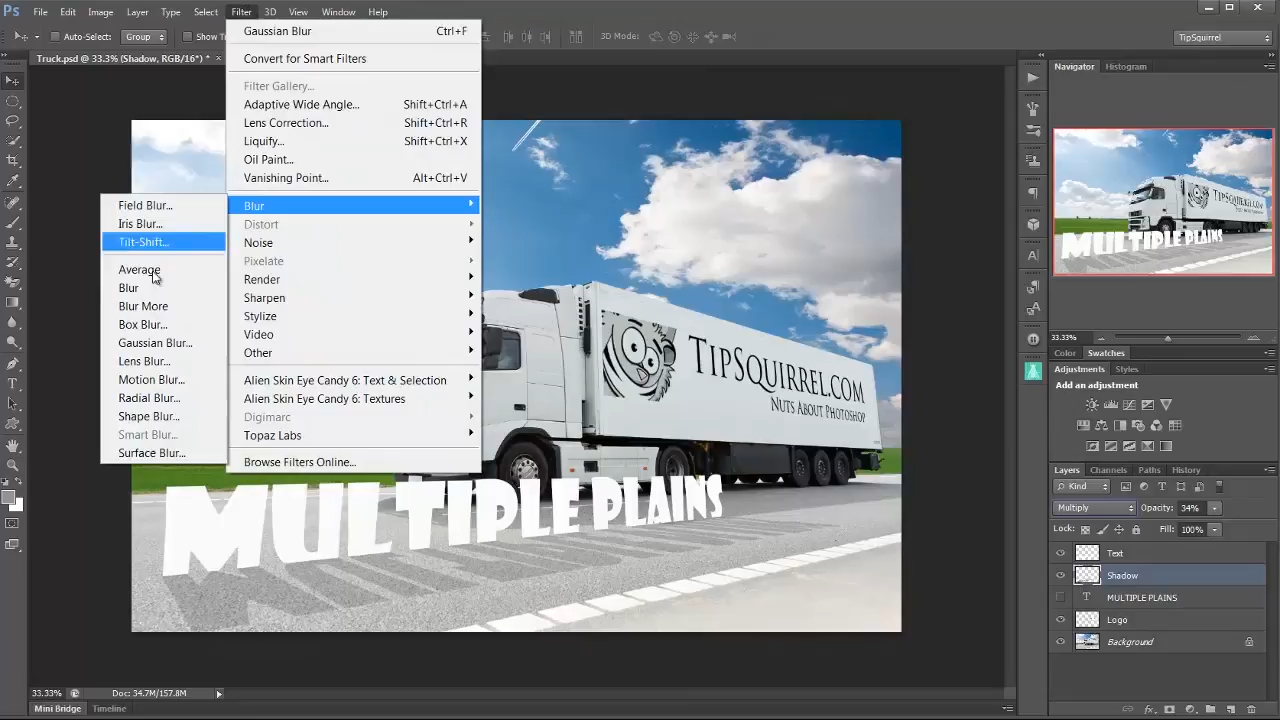 Ps File Edit Image Layer Type Select Filter 3D View Window Help
Auto-Select: Group 3D Mode: TipSquirrel
Truck.psd @ 33.3% (Shadow, RGB/16*) * ×
Gaussian Blur Ctrl+F
Convert for Smart Filters
Filter Gallery...
Adaptive Wide Angle... Shift+Ctrl+A
Lens Correction... Shift+Ctrl+R
Liquify... Shift+Ctrl+X
Oil Paint...
Vanishing Point... Alt+Ctrl+V
Blur
Distort
Noise
Pixelate
Render
Sharpen
Stylize
Video
Other
Alien Skin Eye Candy 6: Text & Selection
Alien Skin Eye Candy 6: Textures
Digimarc
Topaz Labs
Browse Filters Online...
Field Blur...
Iris Blur...
Tilt-Shift...
Average
Blur
Blur More
Box Blur...
Gaussian Blur...
Lens Blur...
Motion Blur...
Radial Blur...
Shape Blur...
Smart Blur...
Surface Blur...
TipSquirrel.com
Nuts About Photoshop
MULTIPLE PLAINS
Navigator Histogram
MULTIPLE PLAINS
33.33%
Color Swatches
Adjustments Styles
Add an adjustment
Layers Channels Paths History
Kind
Multiply Opacity: 34%
Lock: Fill: 100%
Text
Shadow
MULTIPLE PLAINS
Logo
Background
33.33% Doc: 34.7M/157.8M
Mini Bridge Timeline